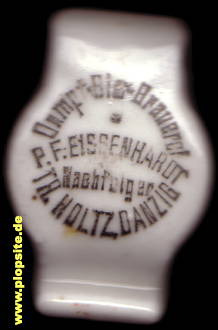 Dampf-Bier-Brauerei
P. F. EISSENHARDT
Nachfolger
TH. HOLTZ DANZIG
www.plopsite.de